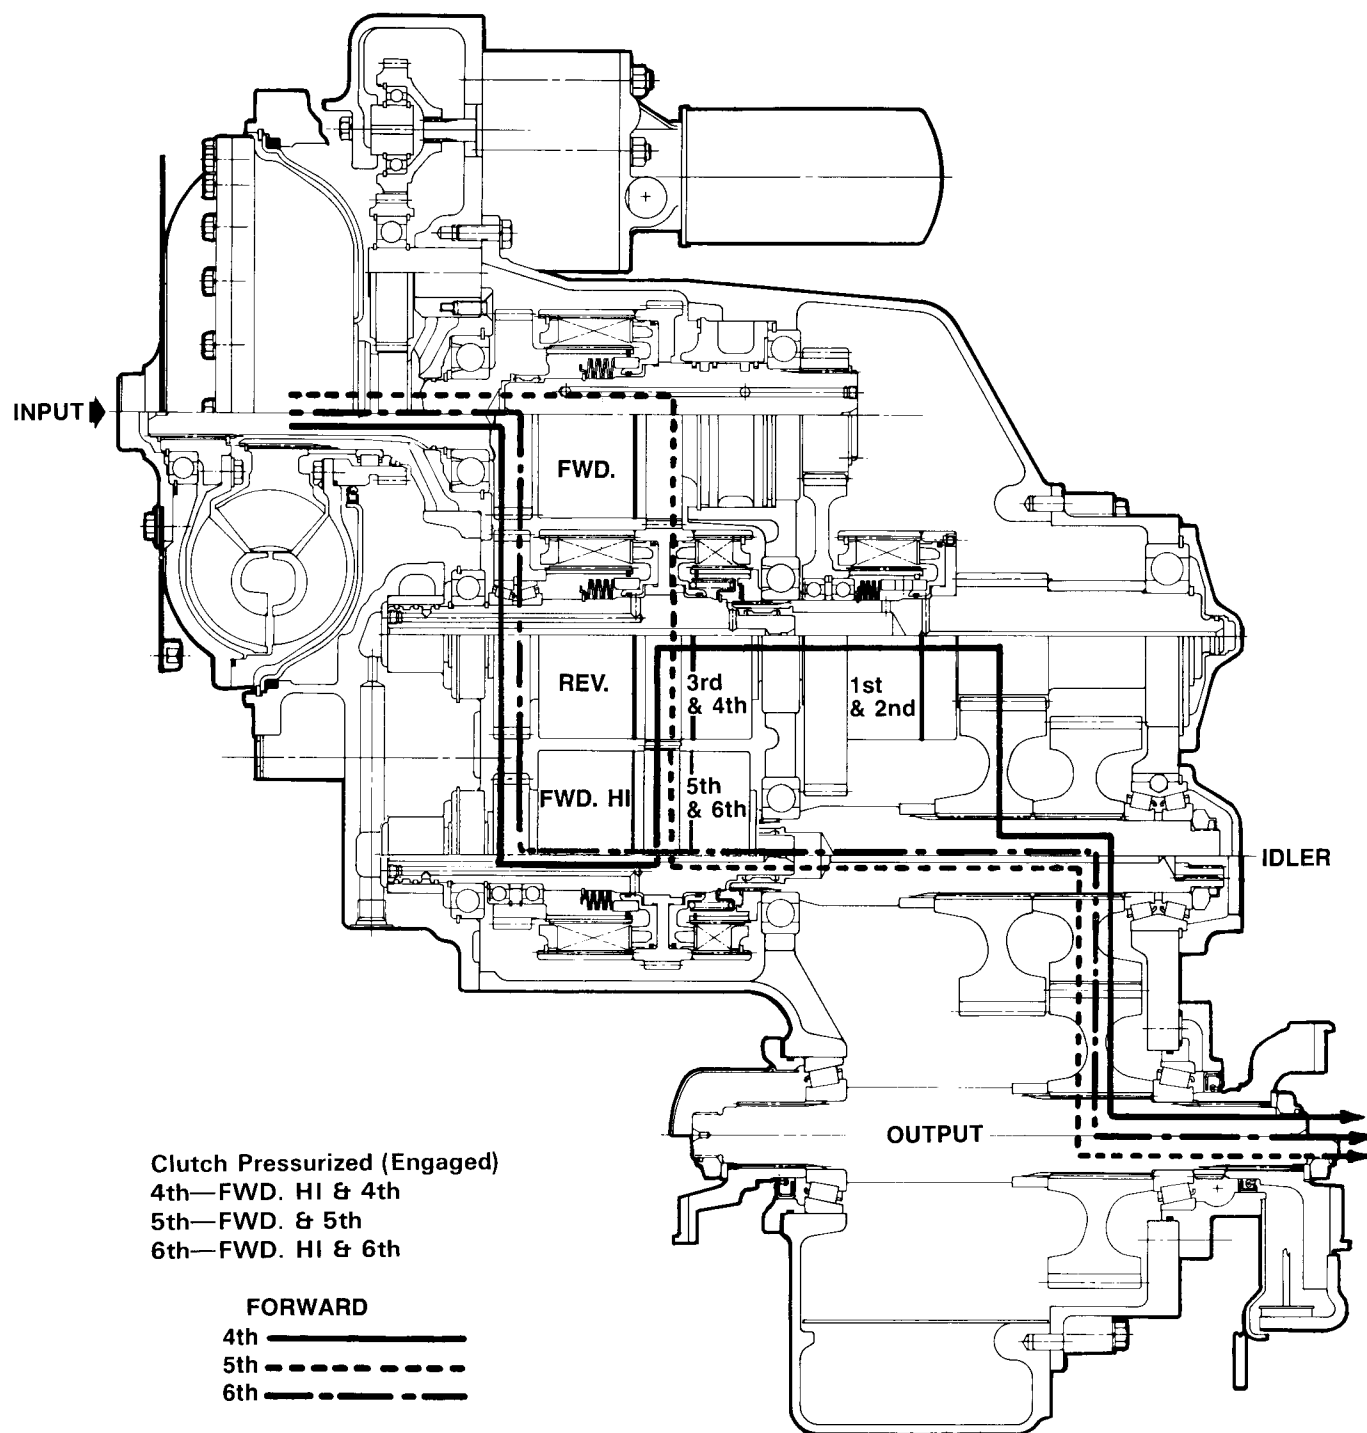 INPUT
FWD.
REV.
3rd
& 4th
1st
& 2nd
FWD. HI
5th
& 6th
IDLER
OUTPUT
Clutch Pressurized (Engaged)
4th—FWD. HI & 4th
5th—FWD. & 5th
6th—FWD. HI & 6th
FORWARD
4th
5th
6th